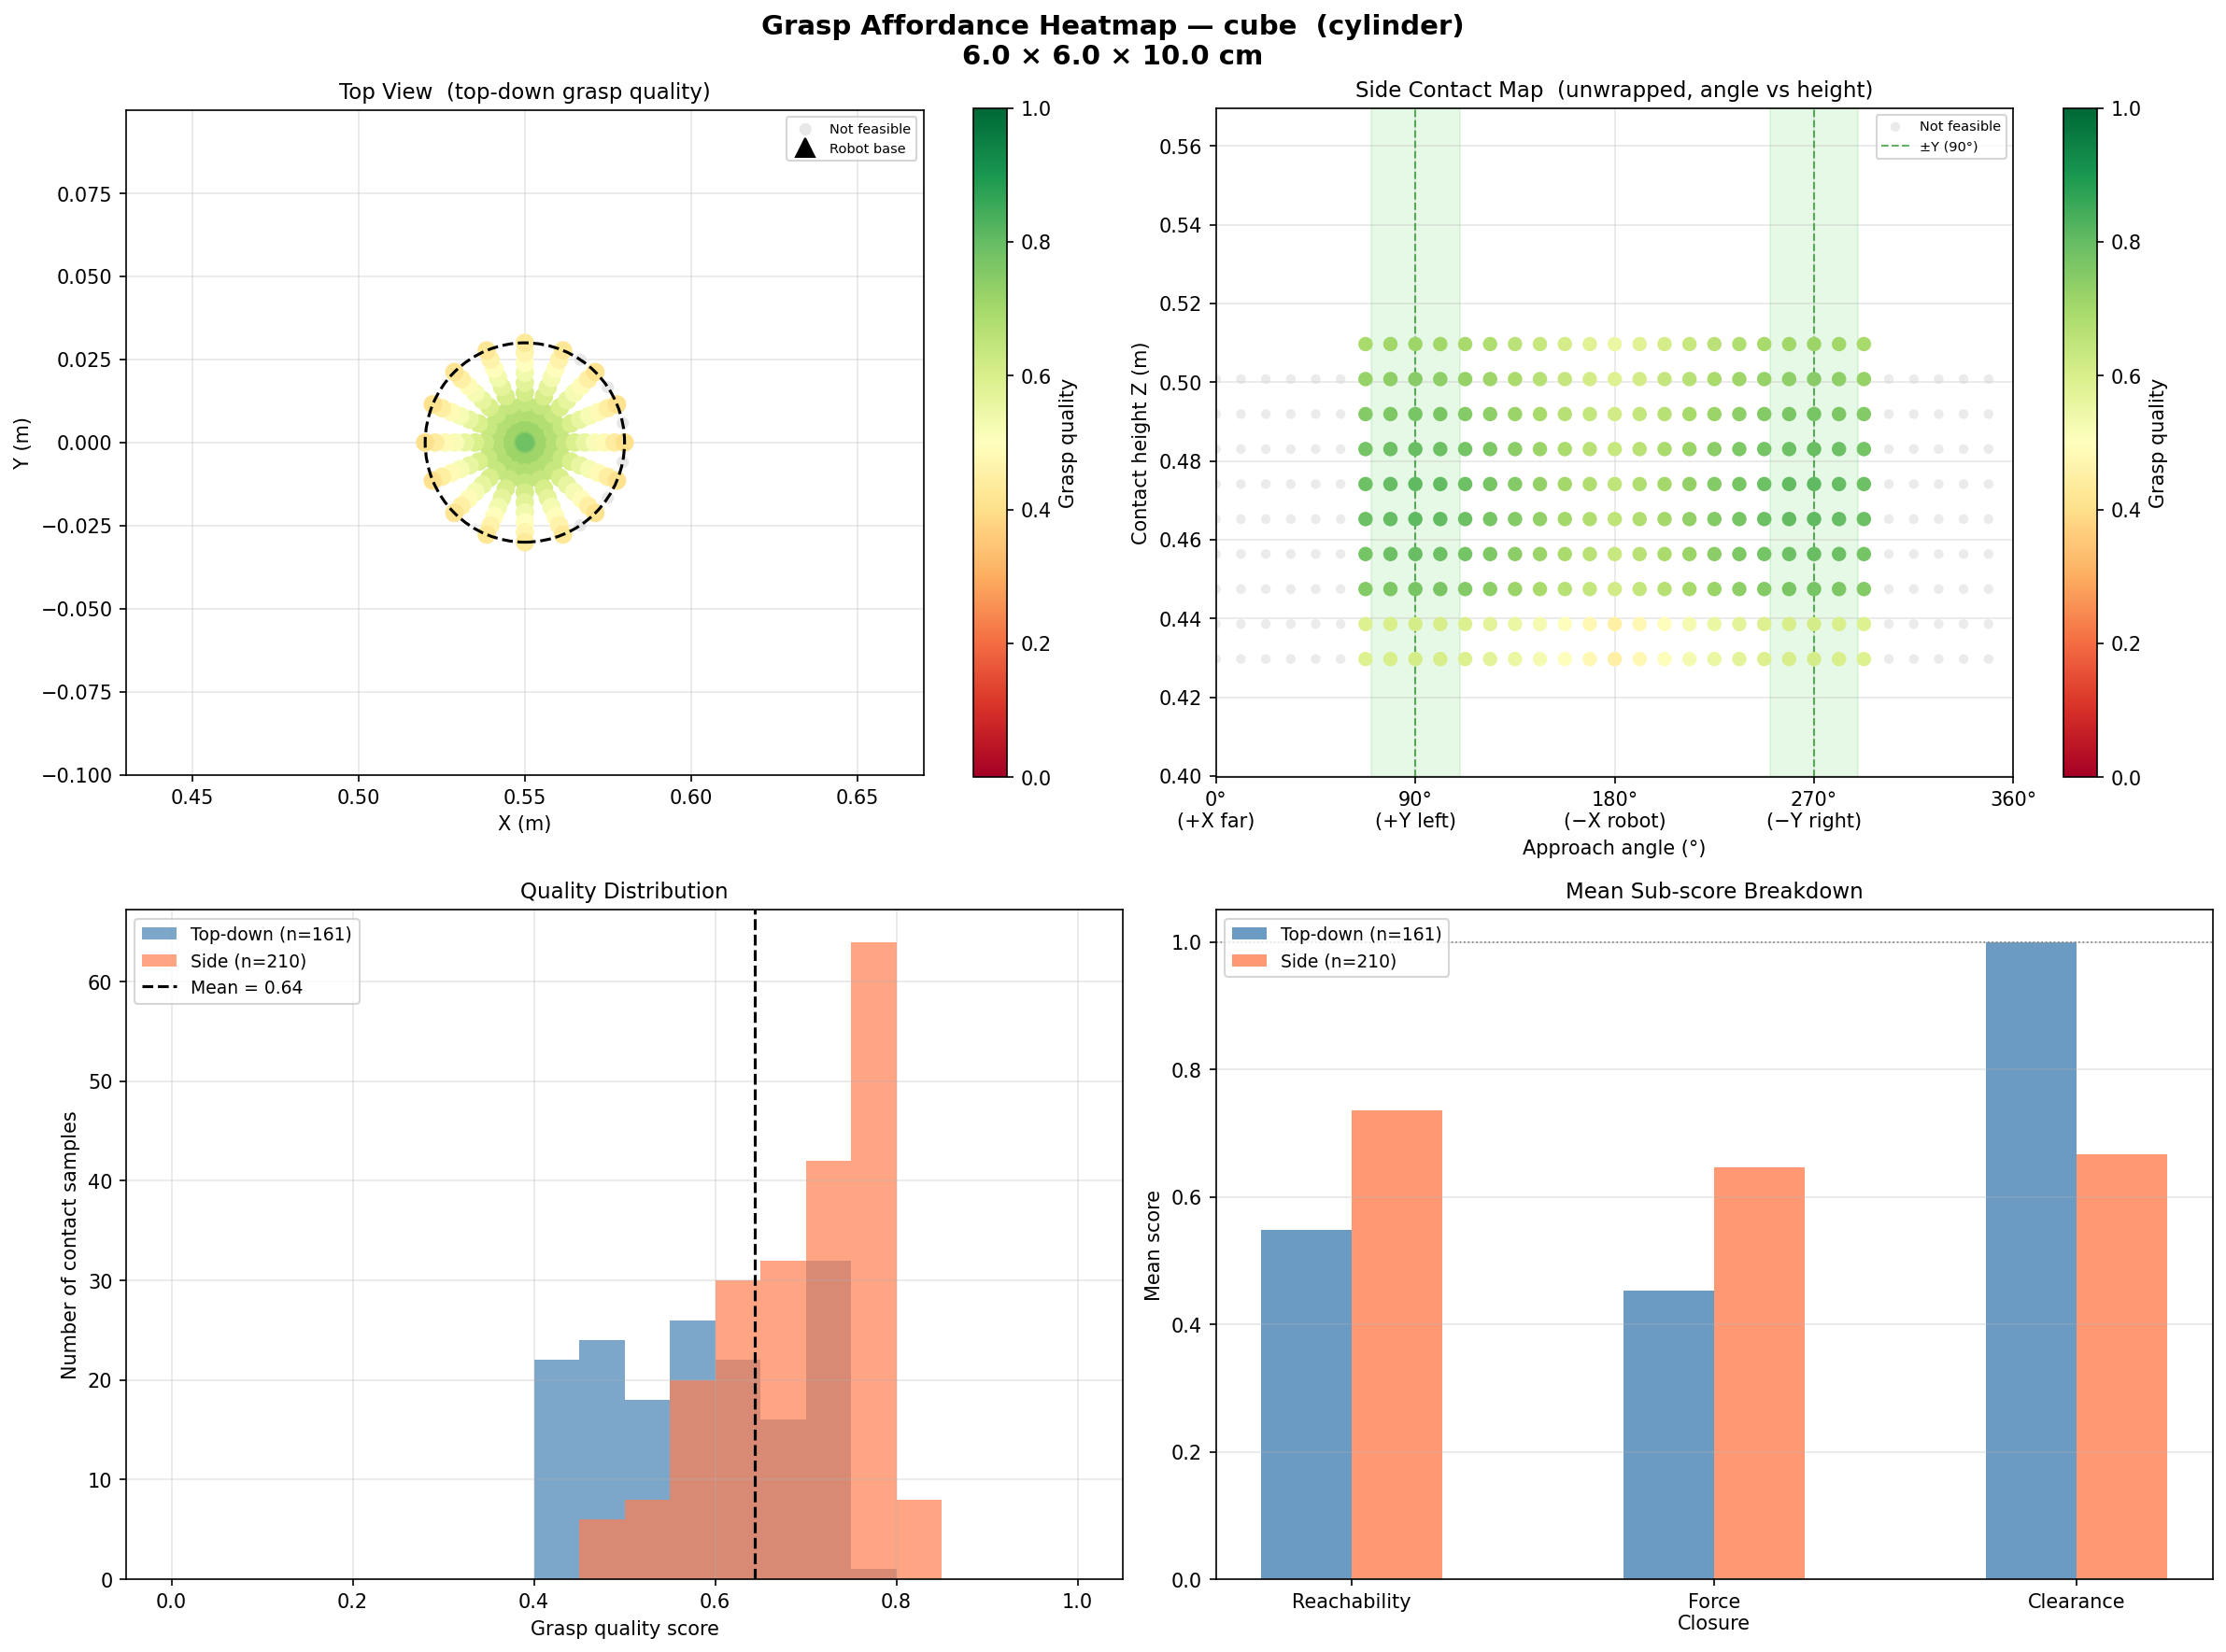 Grasp Affordance Heatmap — cube  (cylinder)
6.0 × 6.0 × 10.0 cm
Top View  (top-down grasp quality)
Not feasible
Robot base
0.075
0.050
0.025
0.000
−0.025
−0.050
−0.075
−0.100
Y (m)
0.45
0.50
0.55
0.60
0.65
X (m)
1.0
0.8
0.6
0.4
0.2
0.0
Grasp quality
Side Contact Map  (unwrapped, angle vs height)
Not feasible
±Y (90°)
0.56
0.54
0.52
0.50
0.48
0.46
0.44
0.42
0.40
Contact height Z (m)
0°
(+X far)
90°
(+Y left)
180°
(−X robot)
270°
(−Y right)
360°
Approach angle (°)
1.0
0.8
0.6
0.4
0.2
0.0
Grasp quality
Quality Distribution
Top-down (n=161)
Side (n=210)
Mean = 0.64
60
50
40
30
20
10
0
Number of contact samples
0.0
0.2
0.4
0.6
0.8
1.0
Grasp quality score
Mean Sub-score Breakdown
Top-down (n=161)
Side (n=210)
1.0
0.8
0.6
0.4
0.2
0.0
Mean score
Reachability
Force
Closure
Clearance